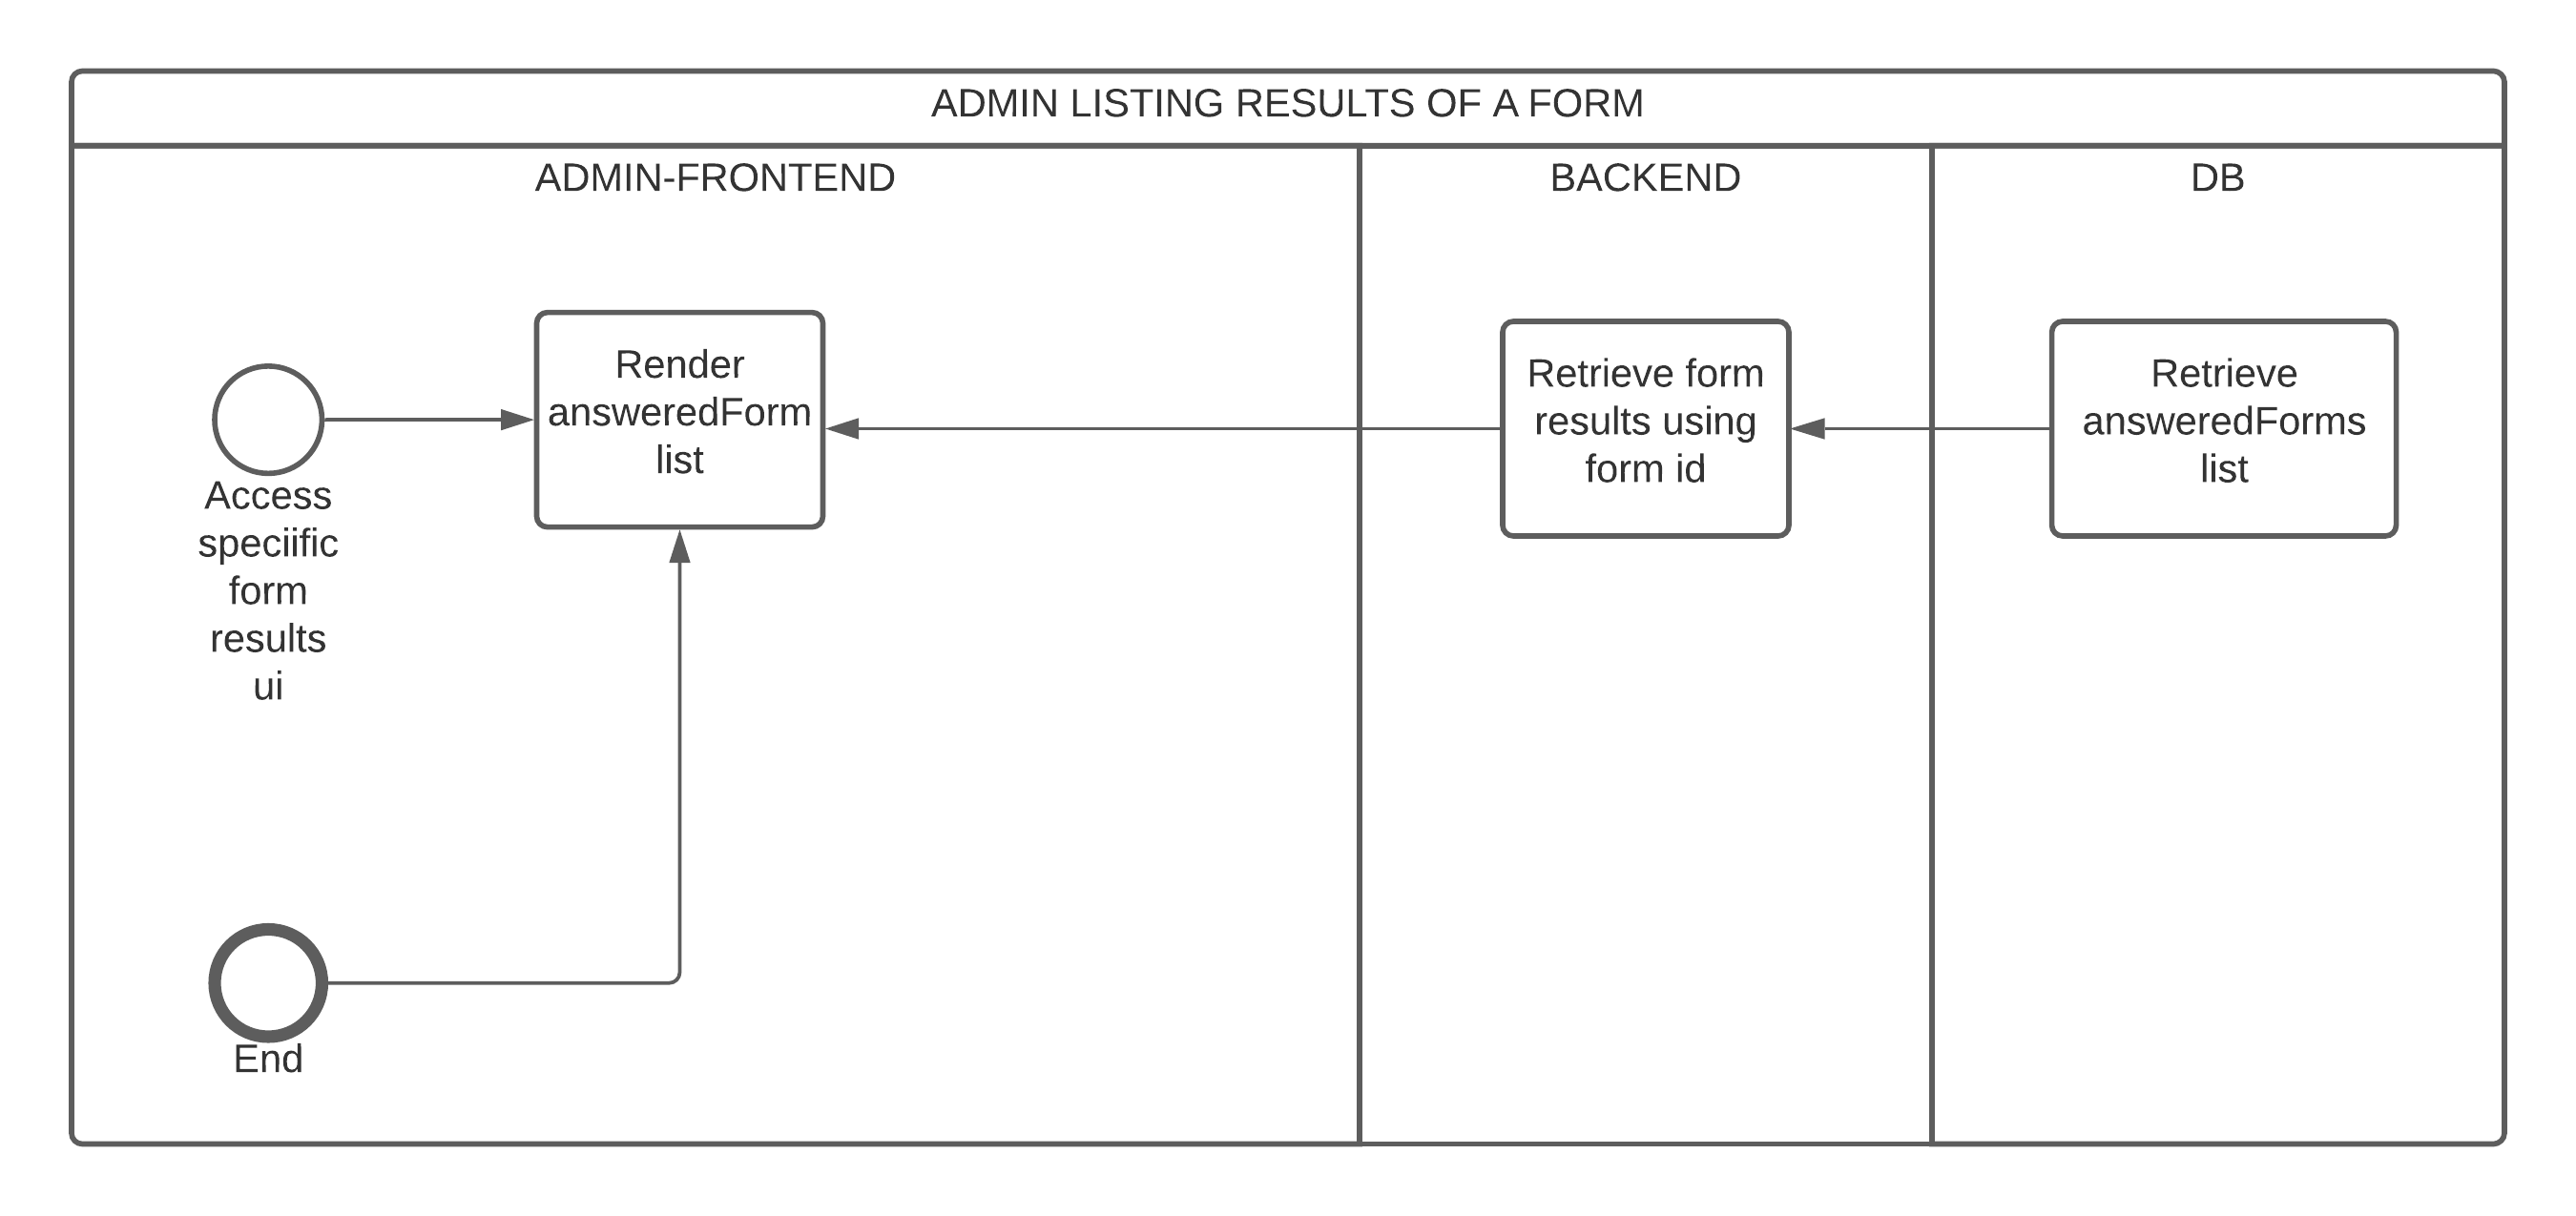 ADMIN LISTING RESULTS OF A FORM
ADMIN-FRONTEND
BACKEND
DB
Access
speciific
form
results
ui
Render
answeredForm
list
Retrieve form
results using
form id
Retrieve
answeredForms
list
End